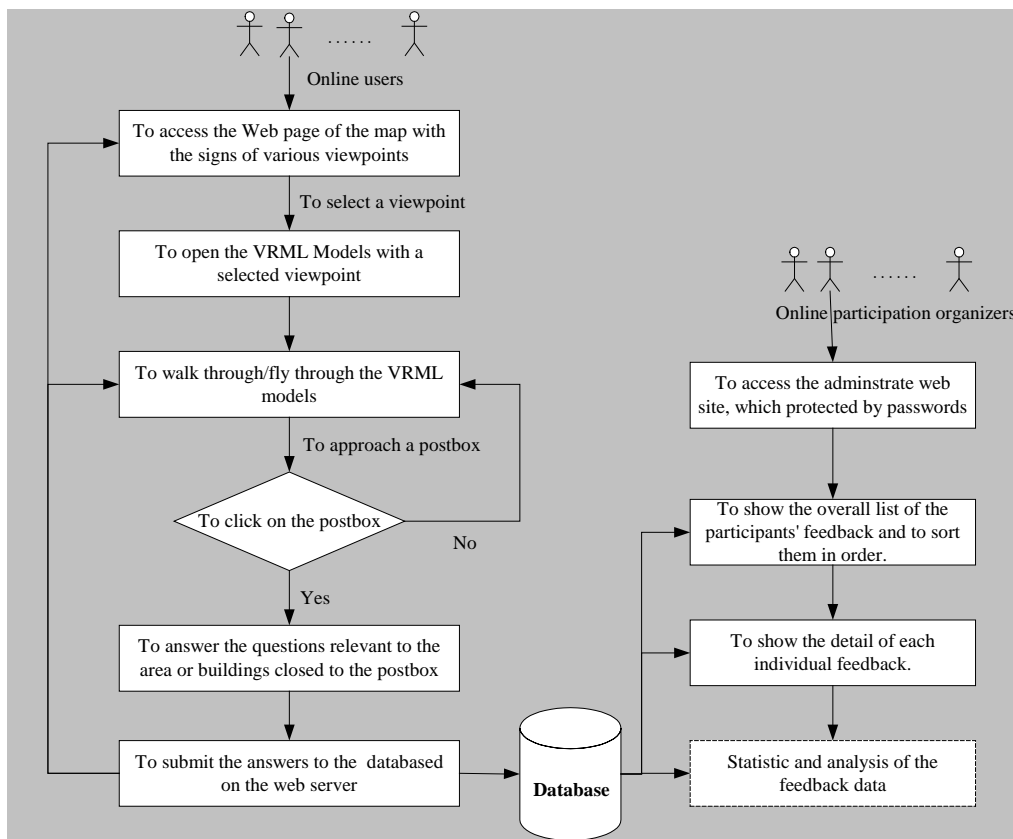 ......
Online users
To access the Web page of the map with
the signs of various viewpoints
To select a viewpoint
To open the VRML Models with a
selected viewpoint
To walk through/fly through the VRML
models
To approach a postbox
To click on the postbox
No
Yes
To answer the questions relevant to the
area or buildings closed to the postbox
To submit the answers to the databased
on the web server
Database
......
Online participation organizers
To access the adminstrate web
site, which protected by passwords
To show the overall list of the
participants' feedback and to sort
them in order.
To show the detail of each
individual feedback.
Statistic and analysis of the
feedback data